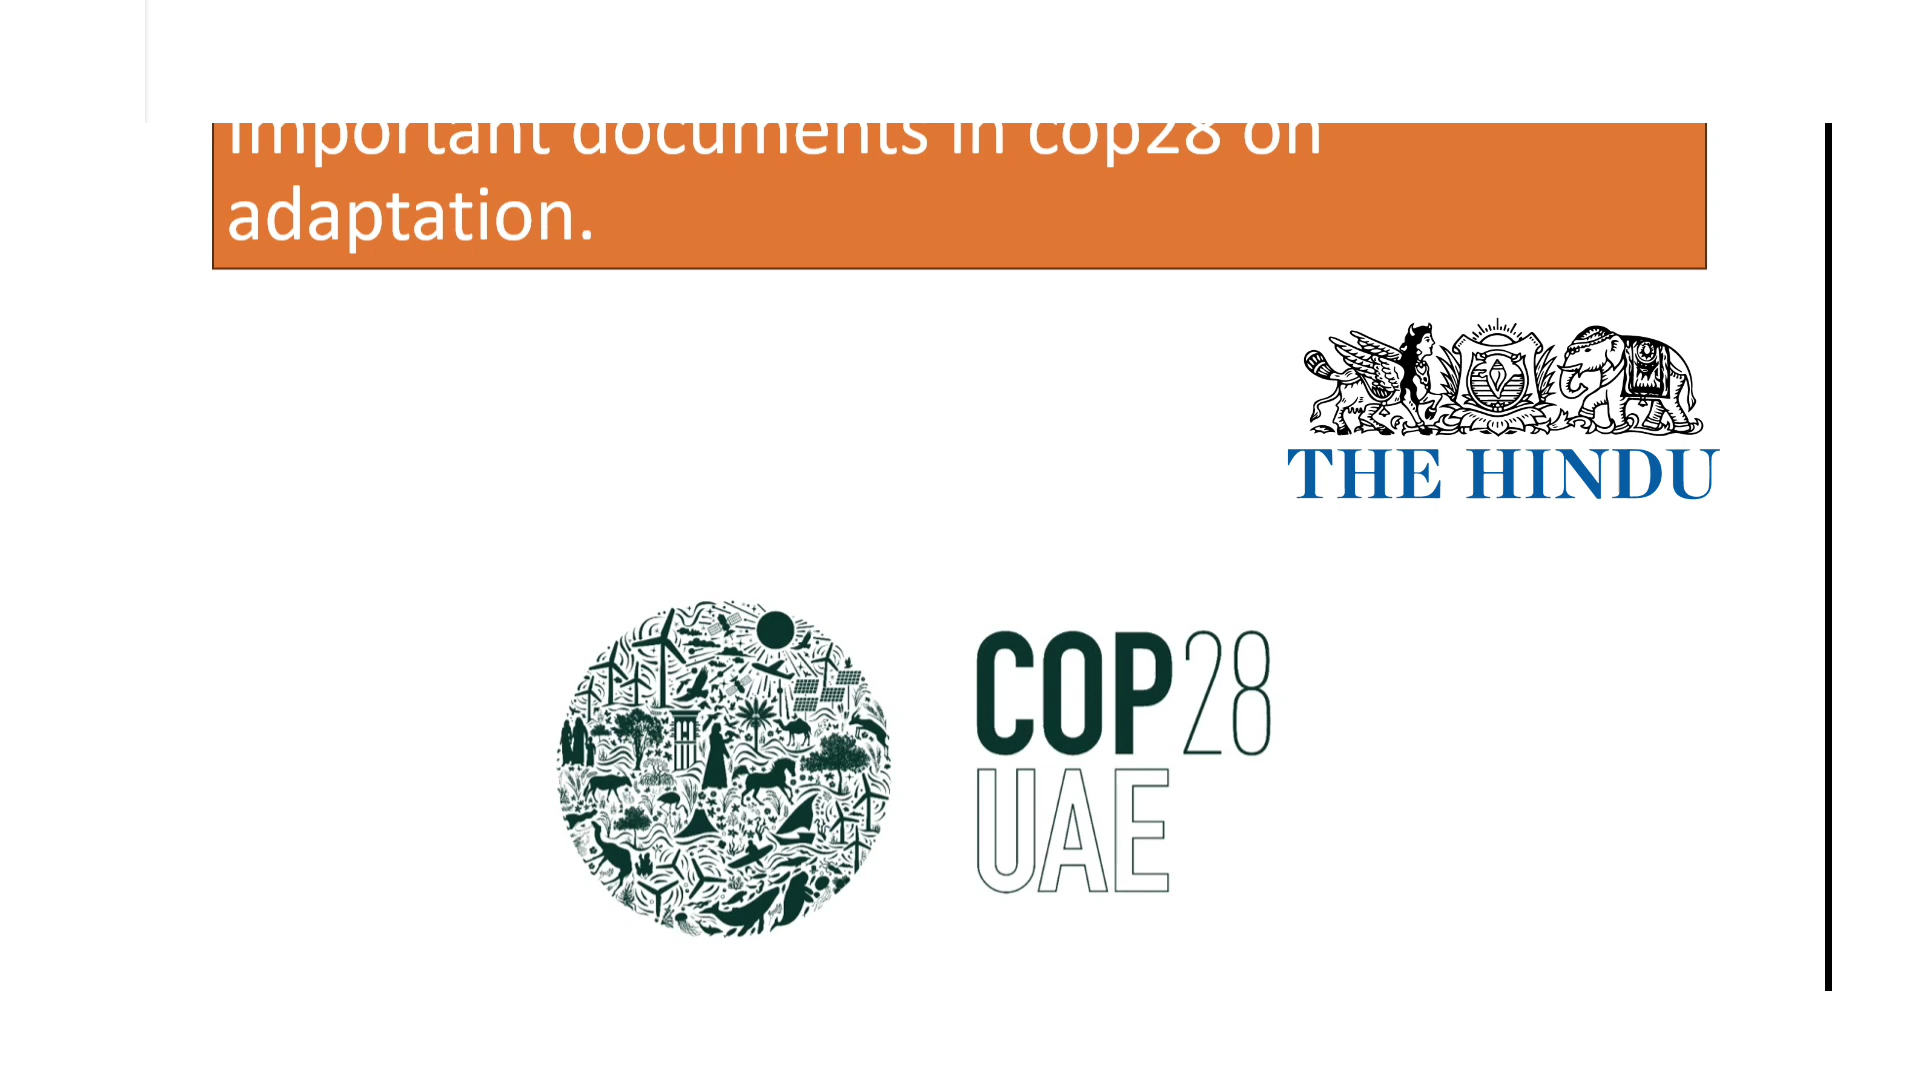 Important documents in cop28 on
adaptation.
THE HINDU
COP28
UAE